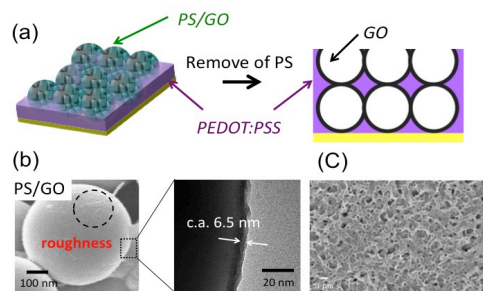 (a)
PS/GO
GO
Remove of PS
PEDOT:PSS
(b)
PS/GO
roughness
100 nm
c.a. 6.5 nm
20 nm
(C)